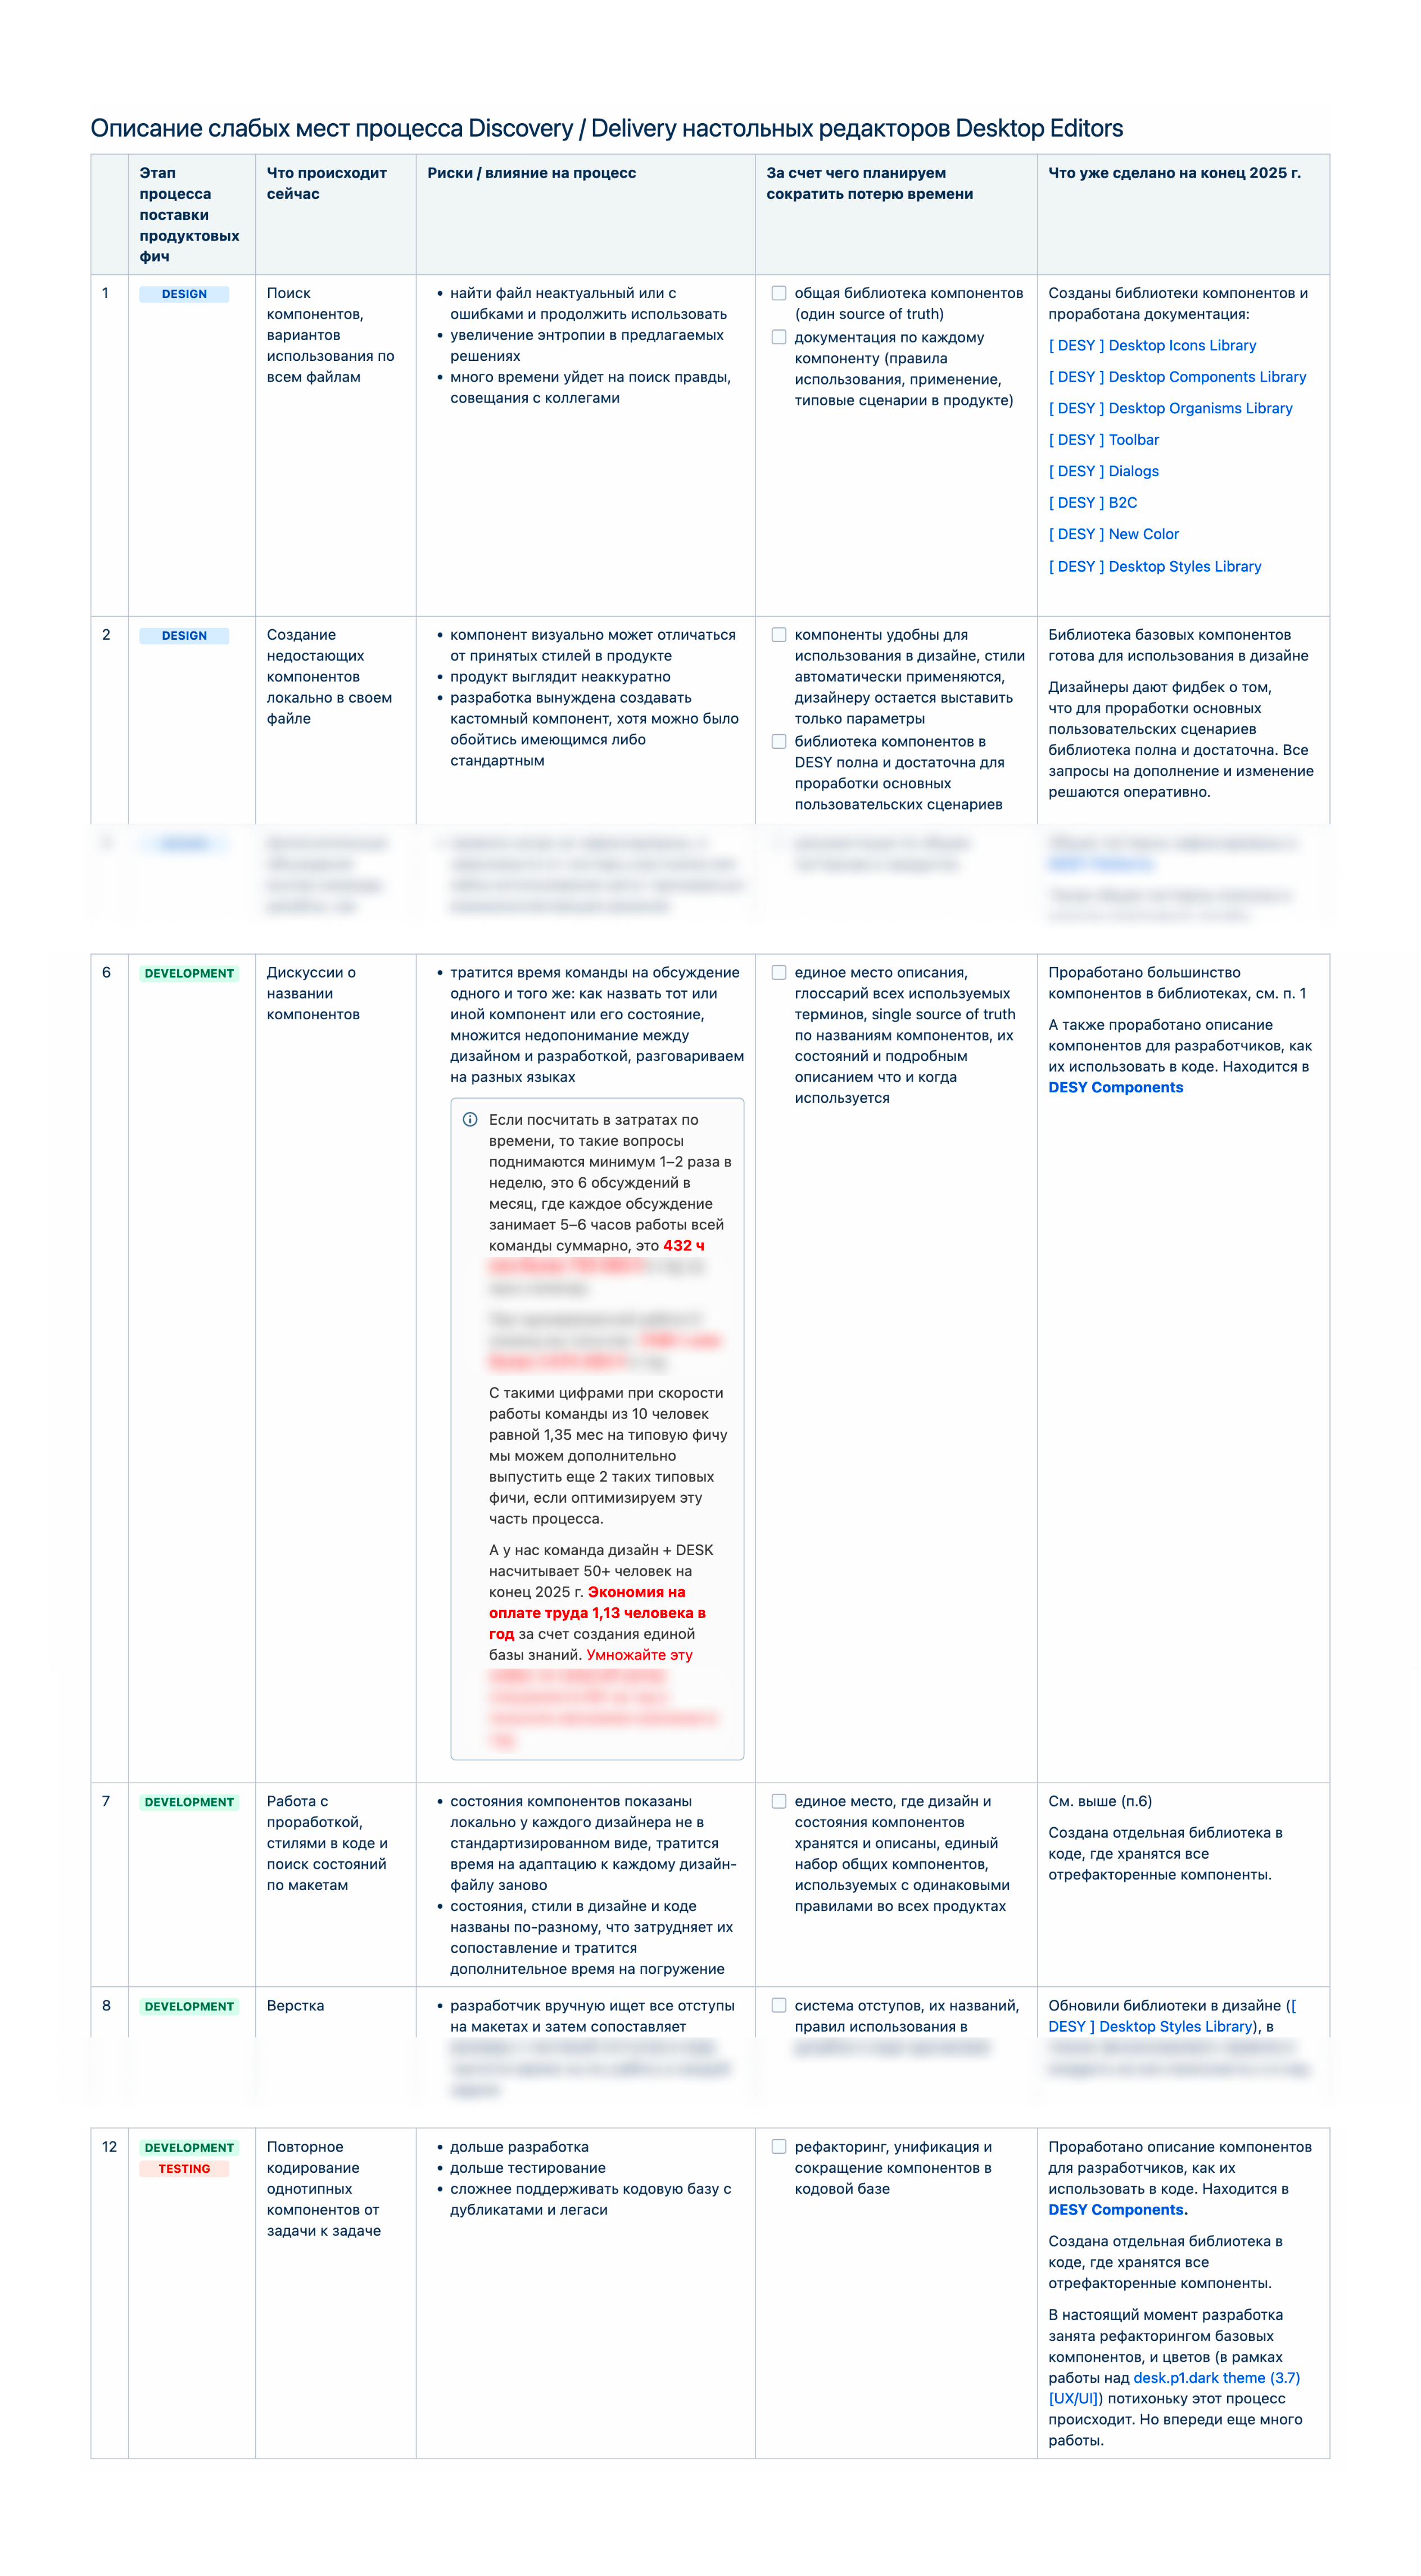 Описание слабых мест процесса Discovery / Delivery настольных редакторов Desktop Editors
Этап
процесса
поставки
продуктовых
фич
Что происходит
сейчас
Риски / влияние на процесс
За счет чего планируем
сократить потерю времени
Что уже сделано на конец 2025 г.
1
DESIGN
Поиск
компонентов,
вариантов
использования по
всем файлам
• найти файл неактуальный или с
ошибками и продолжить использовать
• увеличение энтропии в предлагаемых
решениях
• много времени уйдет на поиск правды,
совещания с коллегами
общая библиотека компонентов
(один source of truth)
документация по каждому
компоненту (правила
использования, применение,
типовые сценарии в продукте)
Созданы библиотеки компонентов и
проработана документация:
[ DESY ] Desktop Icons Library
[ DESY ] Desktop Components Library
[ DESY ] Desktop Organisms Library
[ DESY ] Toolbar
[ DESY ] Dialogs
[ DESY ] B2C
[ DESY ] New Color
[ DESY ] Desktop Styles Library
2
DESIGN
Создание
недостающих
компонентов
локально в своем
файле
• компонент визуально может отличаться
от принятых стилей в продукте
• продукт выглядит неаккуратно
• разработка вынуждена создавать
кастомный компонент, хотя можно было
обойтись имеющимся либо
стандартным
компоненты удобны для
использования в дизайне, стили
автоматически применяются,
дизайнеру остается выставить
только параметры
библиотека компонентов в
DESY полна и достаточна для
проработки основных
пользовательских сценариев
Библиотека базовых компонентов
готова для использования в дизайне
Дизайнеры дают фидбек о том,
что для проработки основных
пользовательских сценариев
библиотека полна и достаточна. Все
запросы на дополнение и изменение
решаются оперативно.
6
DEVELOPMENT
Дискуссии о
названии
компонентов
• тратится время команды на обсуждение
одного и того же: как назвать тот или
иной компонент или его состояние,
множится недопонимание между
дизайном и разработкой, разговариваем
на разных языках
Если посчитать в затратах по
времени, то такие вопросы
поднимаются минимум 1–2 раза в
неделю, это 6 обсуждений в
месяц, где каждое обсуждение
занимает 5–6 часов работы всей
команды суммарно, это 432 ч
С такими цифрами при скорости
работы команды из 10 человек
равной 1,35 мес на типовую фичу
мы можем дополнительно
выпустить еще 2 таких типовых
фичи, если оптимизируем эту
часть процесса.
А у нас команда дизайн + DESK
насчитывает 50+ человек на
конец 2025 г. Экономия на
оплате труда 1,13 человека в
год за счет создания единой
базы знаний. Умножайте эту
единое место описания,
глоссарий всех используемых
терминов, single source of truth
по названиям компонентов, их
состояний и подробным
описанием что и когда
используется
Проработано большинство
компонентов в библиотеках, см. п. 1
А также проработано описание
компонентов для разработчиков, как
их использовать в коде. Находится в
DESY Components
7
DEVELOPMENT
Работа с
проработкой,
стилями в коде и
поиск состояний
по макетам
• состояния компонентов показаны
локально у каждого дизайнера не в
стандартизированном виде, тратится
время на адаптацию к каждому дизайн-
файлу заново
• состояния, стили в дизайне и коде
названы по-разному, что затрудняет их
сопоставление и тратится
дополнительное время на погружение
единое место, где дизайн и
состояния компонентов
хранятся и описаны, единый
набор общих компонентов,
используемых с одинаковыми
правилами во всех продуктах
См. выше (п.6)
Создана отдельная библиотека в
коде, где хранятся все
отрефакторенные компоненты.
8
DEVELOPMENT
Верстка
• разработчик вручную ищет все отступы
на макетах и затем сопоставляет
система отступов, их названий,
правил использования в
Обновили библиотеки в дизайне ([
DESY ] Desktop Styles Library), в
12
DEVELOPMENT
TESTING
Повторное
кодирование
однотипных
компонентов от
задачи к задаче
• дольше разработка
• дольше тестирование
• сложнее поддерживать кодовую базу с
дубликатами и легаси
рефакторинг, унификация и
сокращение компонентов в
кодовой базе
Проработано описание компонентов
для разработчиков, как их
использовать в коде. Находится в
DESY Components.
Создана отдельная библиотека в
коде, где хранятся все
отрефакторенные компоненты.
В настоящий момент разработка
занята рефакторингом базовых
компонентов, и цветов (в рамках
работы над desk.p1.dark theme (3.7)
[UX/UI]) потихоньку этот процесс
происходит. Но впереди еще много
работы.